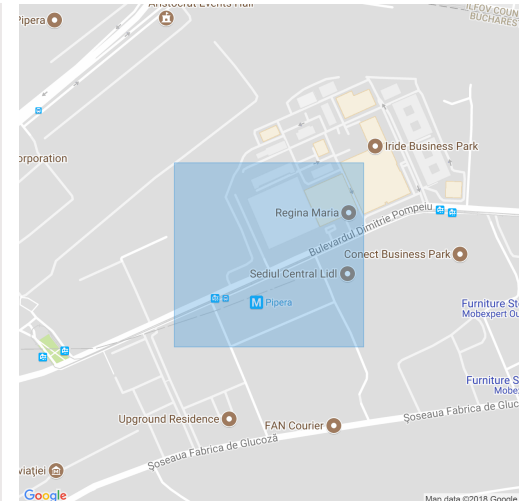 Aristocrat Events Hall
ILFOV COUN
BUCHARES
Pipera
orporation
Iride Business Park
Regina Maria
Bulevardul Dimitrie Pompeiu
Conect Business Park
Sediul Central Lidl
M Pipera
Furniture St
Mobexpert Ou
Furniture S
Mobe
Upground Residence
FAN Courier
Șoseaua Fabrica de Gluc
Șoseaua Fabrica de Glucoză
viației
Google
Map data ©2018 Google